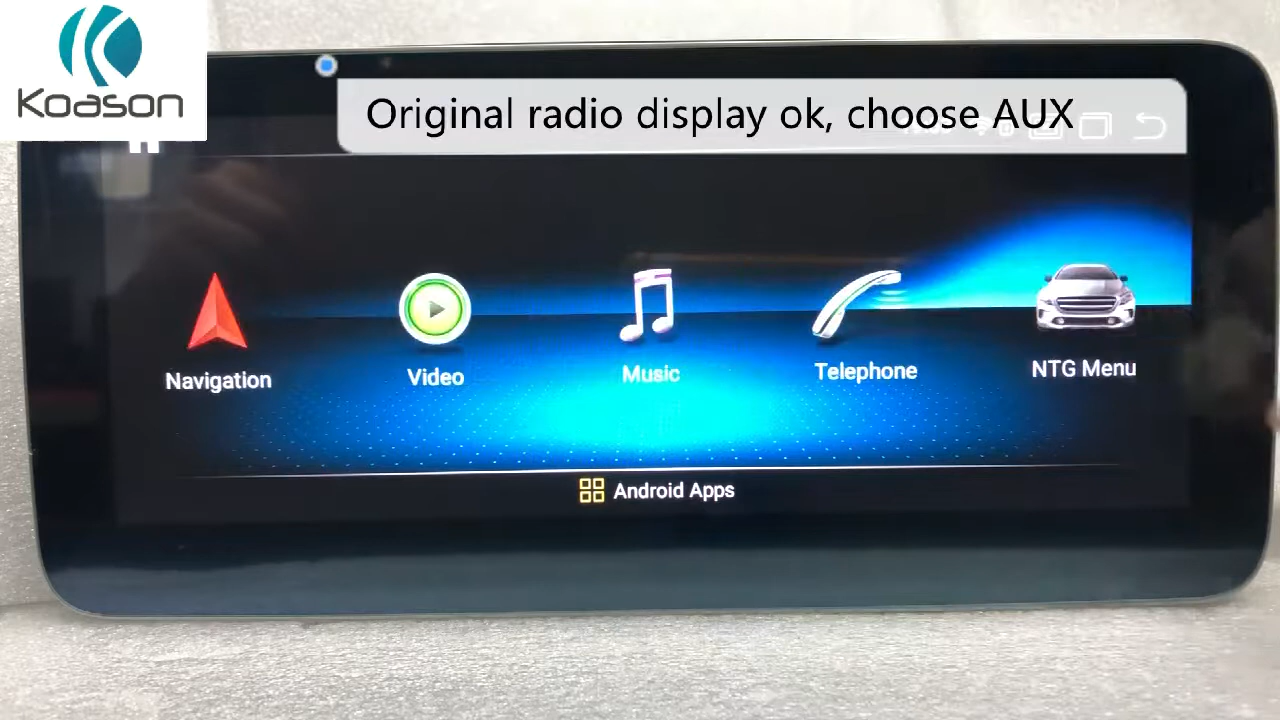 Koason
Original radio display ok, choose AUX
Navigation
Video
Music
Telephone
NTG Menu
Android Apps